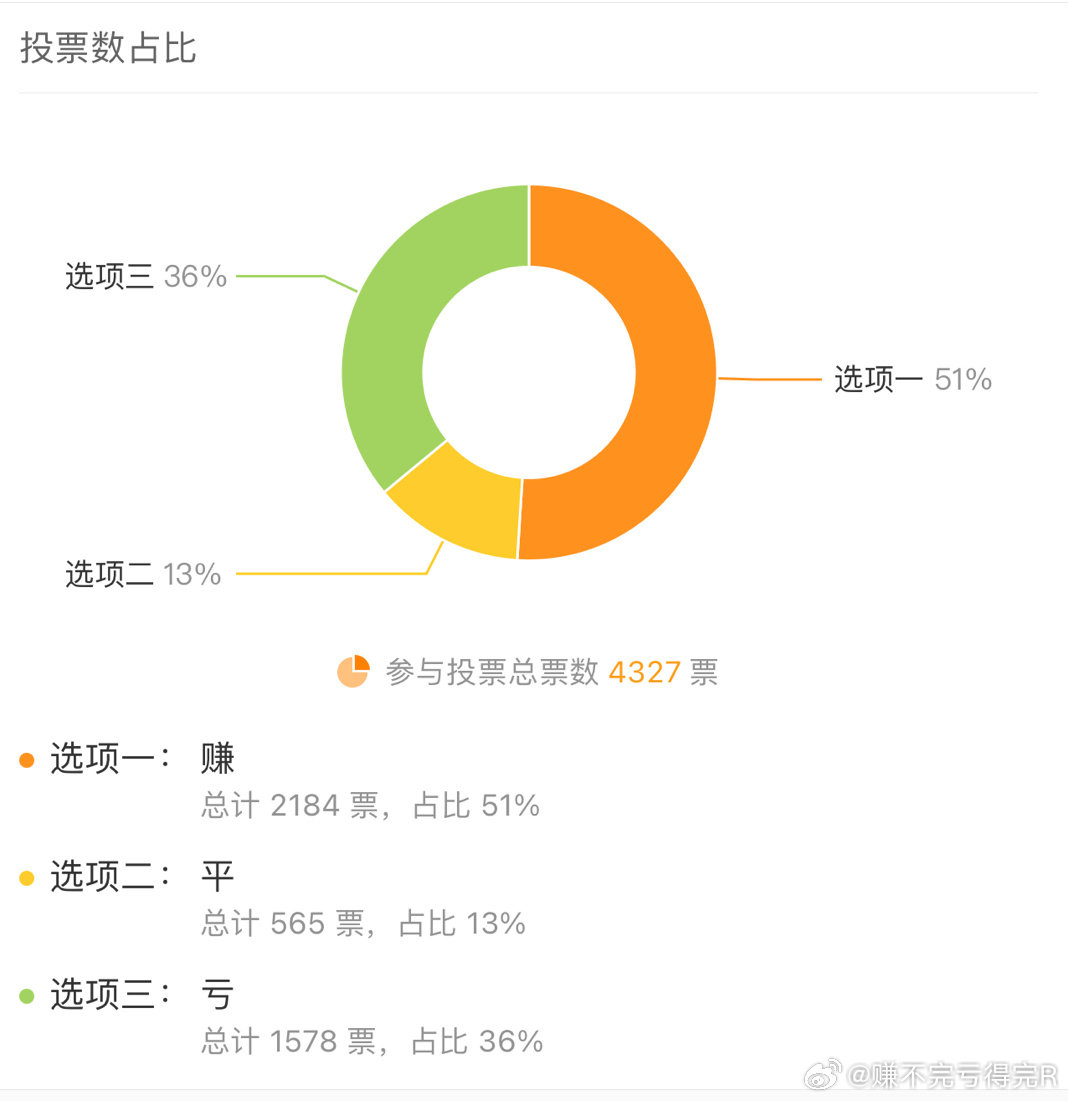 投票数占比
选项三 36%
选项一 51%
选项二 13%
参与投票总票数 4327 票
选项一： 赚
总计 2184 票，占比 51%
选项二： 平
总计 565 票，占比 13%
选项三： 亏
总计 1578 票，占比 36%
@赚不完亏得完R